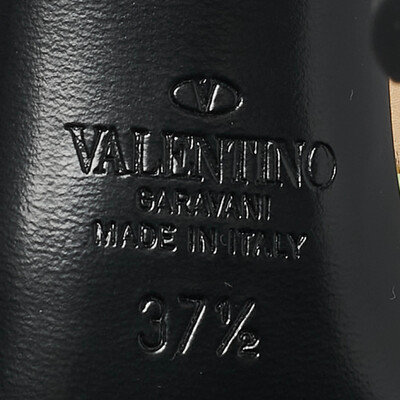 V
VALENTINO
GARAVANI
MADE IN ITALY
37½